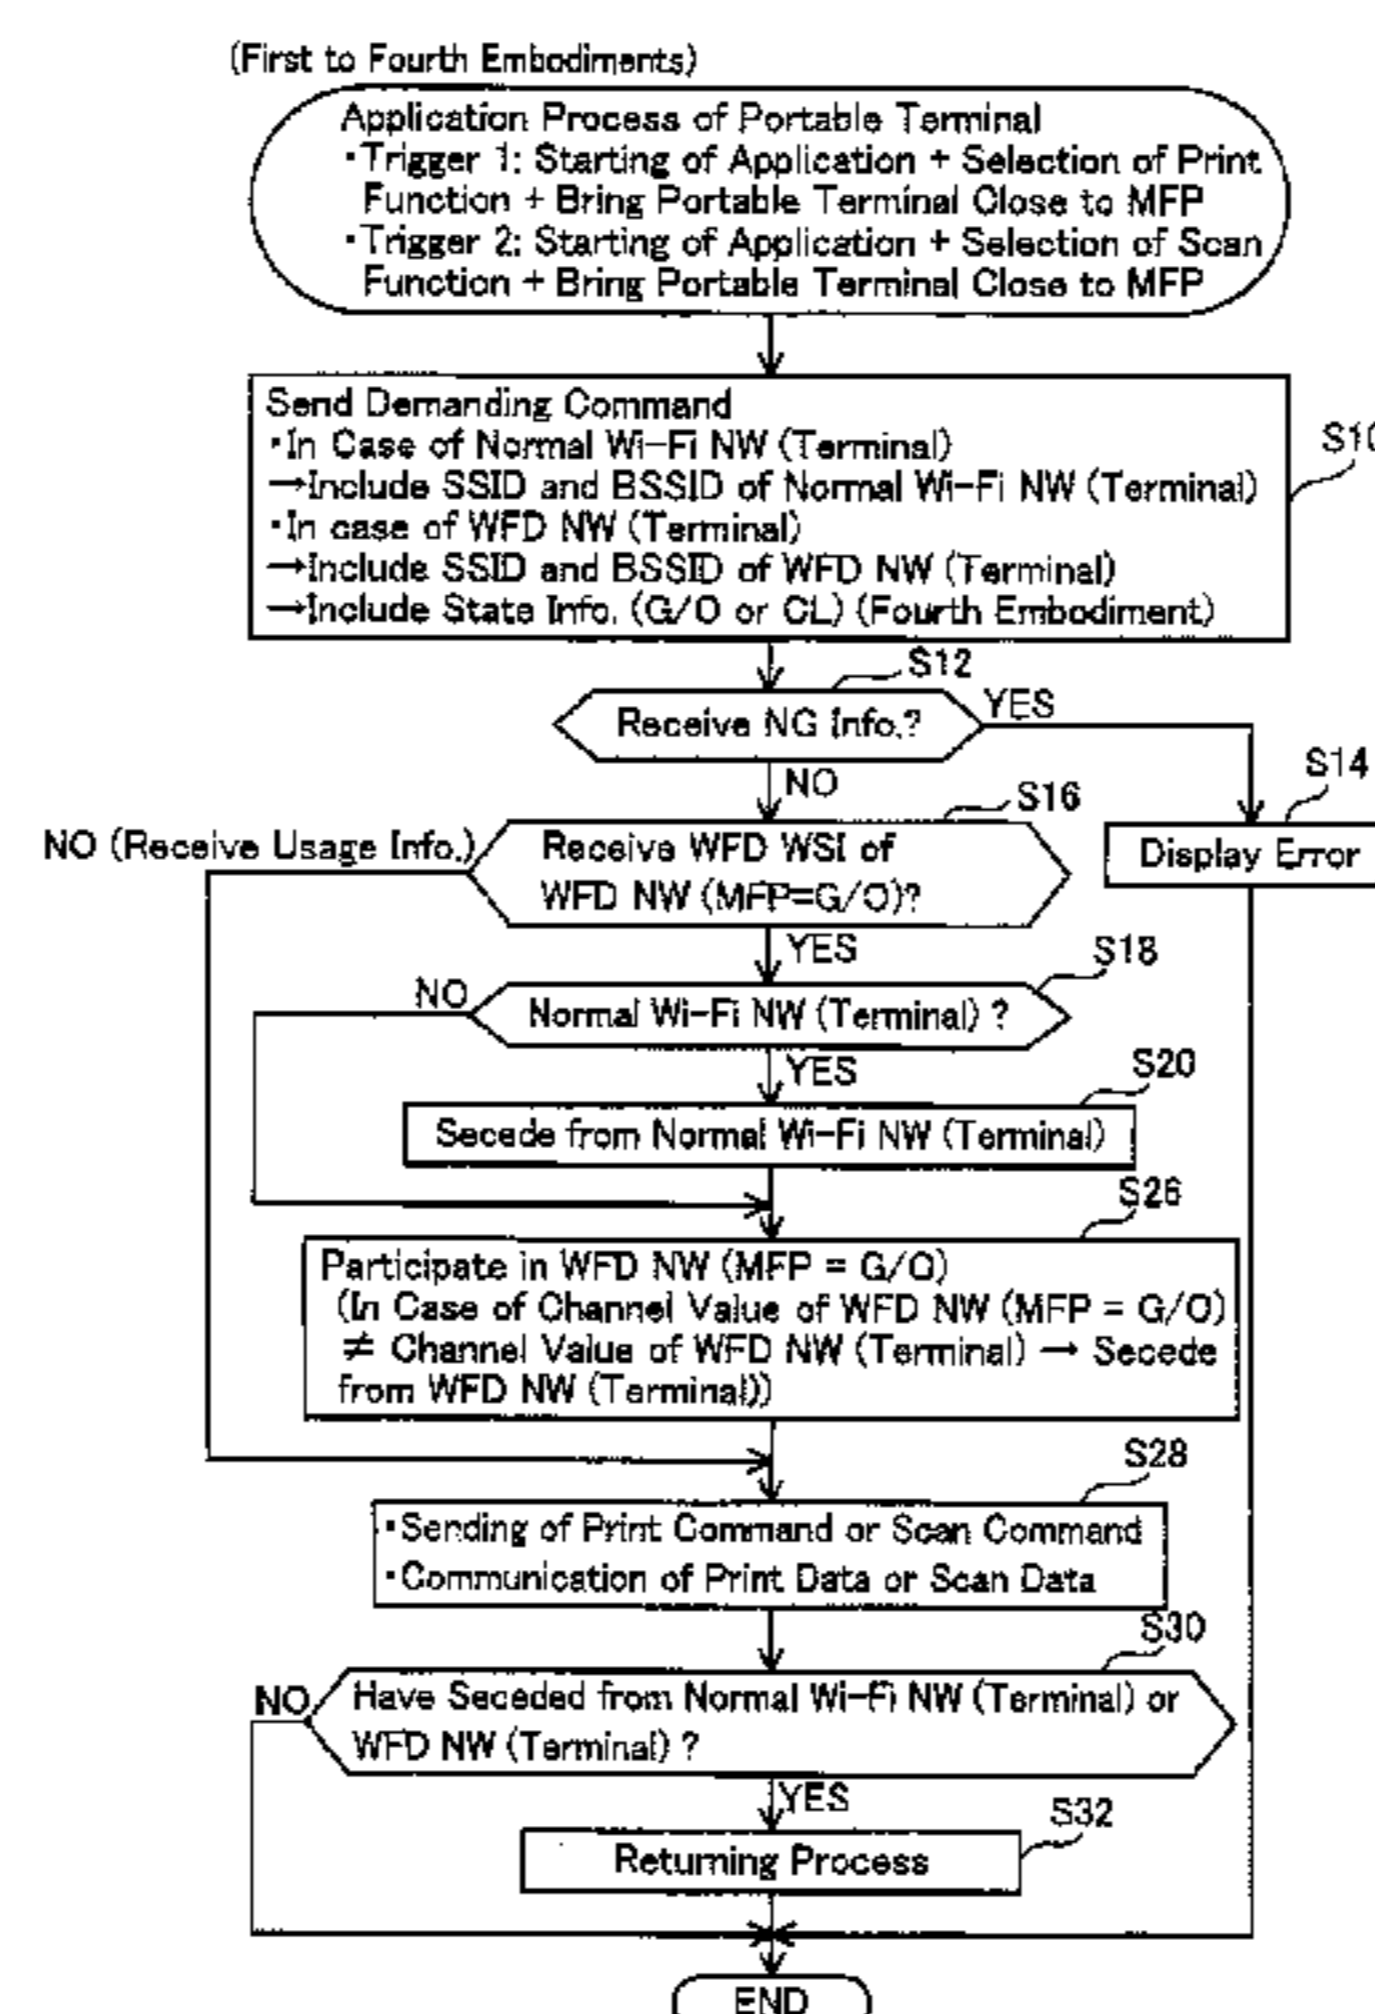 (First to Fourth Embodiments)
Application Process of Portable Terminal
・Trigger 1: Starting of Application + Selection of Print
Function + Bring Portable Terminal Close to MFP
・Trigger 2: Starting of Application + Selection of Scan
Function + Bring Portable Terminal Close to MFP
Send Demanding Command
・In Case of Normal Wi-Fi NW (Terminal)
→Include SSID and BSSID of Normal Wi-Fi NW (Terminal)
・In case of WFD NW (Terminal)
→Include SSID and BSSID of WFD NW (Terminal)
→Include State Info. (G/O or CL) (Fourth Embodiment)
S10
S12
Receive NG Info.?
YES
NO
S14
Display Error
S16
NO (Receive Usage Info.)
Receive WFD WSI of
WFD NW (MFP=G/O)?
YES
S18
NO
Normal Wi-Fi NW (Terminal) ?
YES
S20
Secede from Normal Wi-Fi NW (Terminal)
S26
Participate in WFD NW (MFP = G/O)
(In Case of Channel Value of WFD NW (MFP = G/O)
≠ Channel Value of WFD NW (Terminal) → Secede
from WFD NW (Terminal))
S28
・Sending of Print Command or Scan Command
・Communication of Print Data or Scan Data
S30
NO
Have Seceded from Normal Wi-Fi NW (Terminal) or
WFD NW (Terminal) ?
YES
S32
Returning Process
END